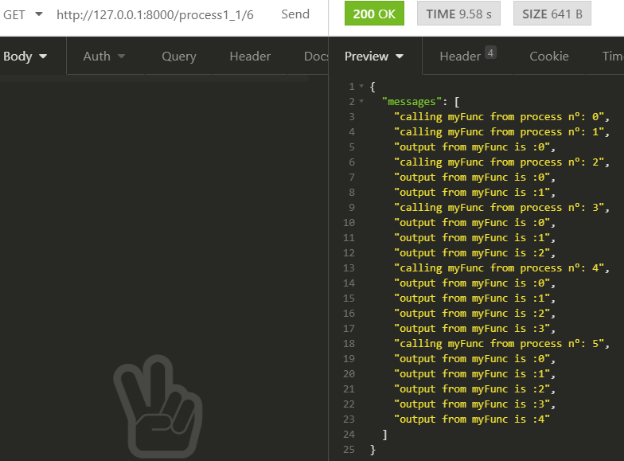 GET http://127.0.0.1:8000/process1_1/6 Send 200 OK TIME 9.58 s SIZE 641 B
Body Auth Query Header Docs Preview Header 4 Cookie Tim
1 {
2 "messages": [
3 "calling myFunc from process nº: 0",
4 "calling myFunc from process nº: 1",
5 "output from myFunc is :0",
6 "calling myFunc from process nº: 2",
7 "output from myFunc is :0",
8 "output from myFunc is :1",
9 "calling myFunc from process nº: 3",
10 "output from myFunc is :0",
11 "output from myFunc is :1",
12 "output from myFunc is :2",
13 "calling myFunc from process nº: 4",
14 "output from myFunc is :0",
15 "output from myFunc is :1",
16 "output from myFunc is :2",
17 "output from myFunc is :3",
18 "calling myFunc from process nº: 5",
19 "output from myFunc is :0",
20 "output from myFunc is :1",
21 "output from myFunc is :2",
22 "output from myFunc is :3",
23 "output from myFunc is :4"
24 ]
25 }